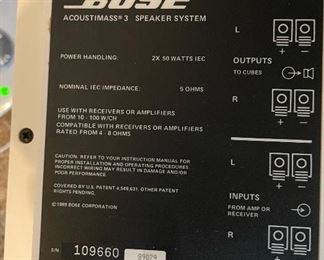 BOSE
ACOUSTIMASS® 3 SPEAKER SYSTEM
POWER HANDLING: 2X 50 WATTS IEC
NOMINAL IEC IMPEDANCE: 5 OHMS
USE WITH RECEIVERS OR AMPLIFIERS
FROM 10 - 100 W/CH
COMPATIBLE WITH RECEIVERS OR AMPLIFIERS
RATED FROM 4 - 8 OHMS
CAUTION: REFER TO YOUR INSTRUCTION MANUAL FOR
PROPER INSTALLATION AND OPERATING PROCEDURES.
INCORRECT WIRING MAY RESULT IN DAMAGE AND/OR
POOR PERFORMANCE.
COVERED BY U.S. PATENT 4,549,631, OTHER PATENT
RIGHTS PENDING.
©1989 BOSE CORPORATION
S/N 109660 89029
L
+ -
OUTPUTS
TO CUBES
R
+ -
L
+ -
INPUTS
FROM AMP OR
RECEIVER
R